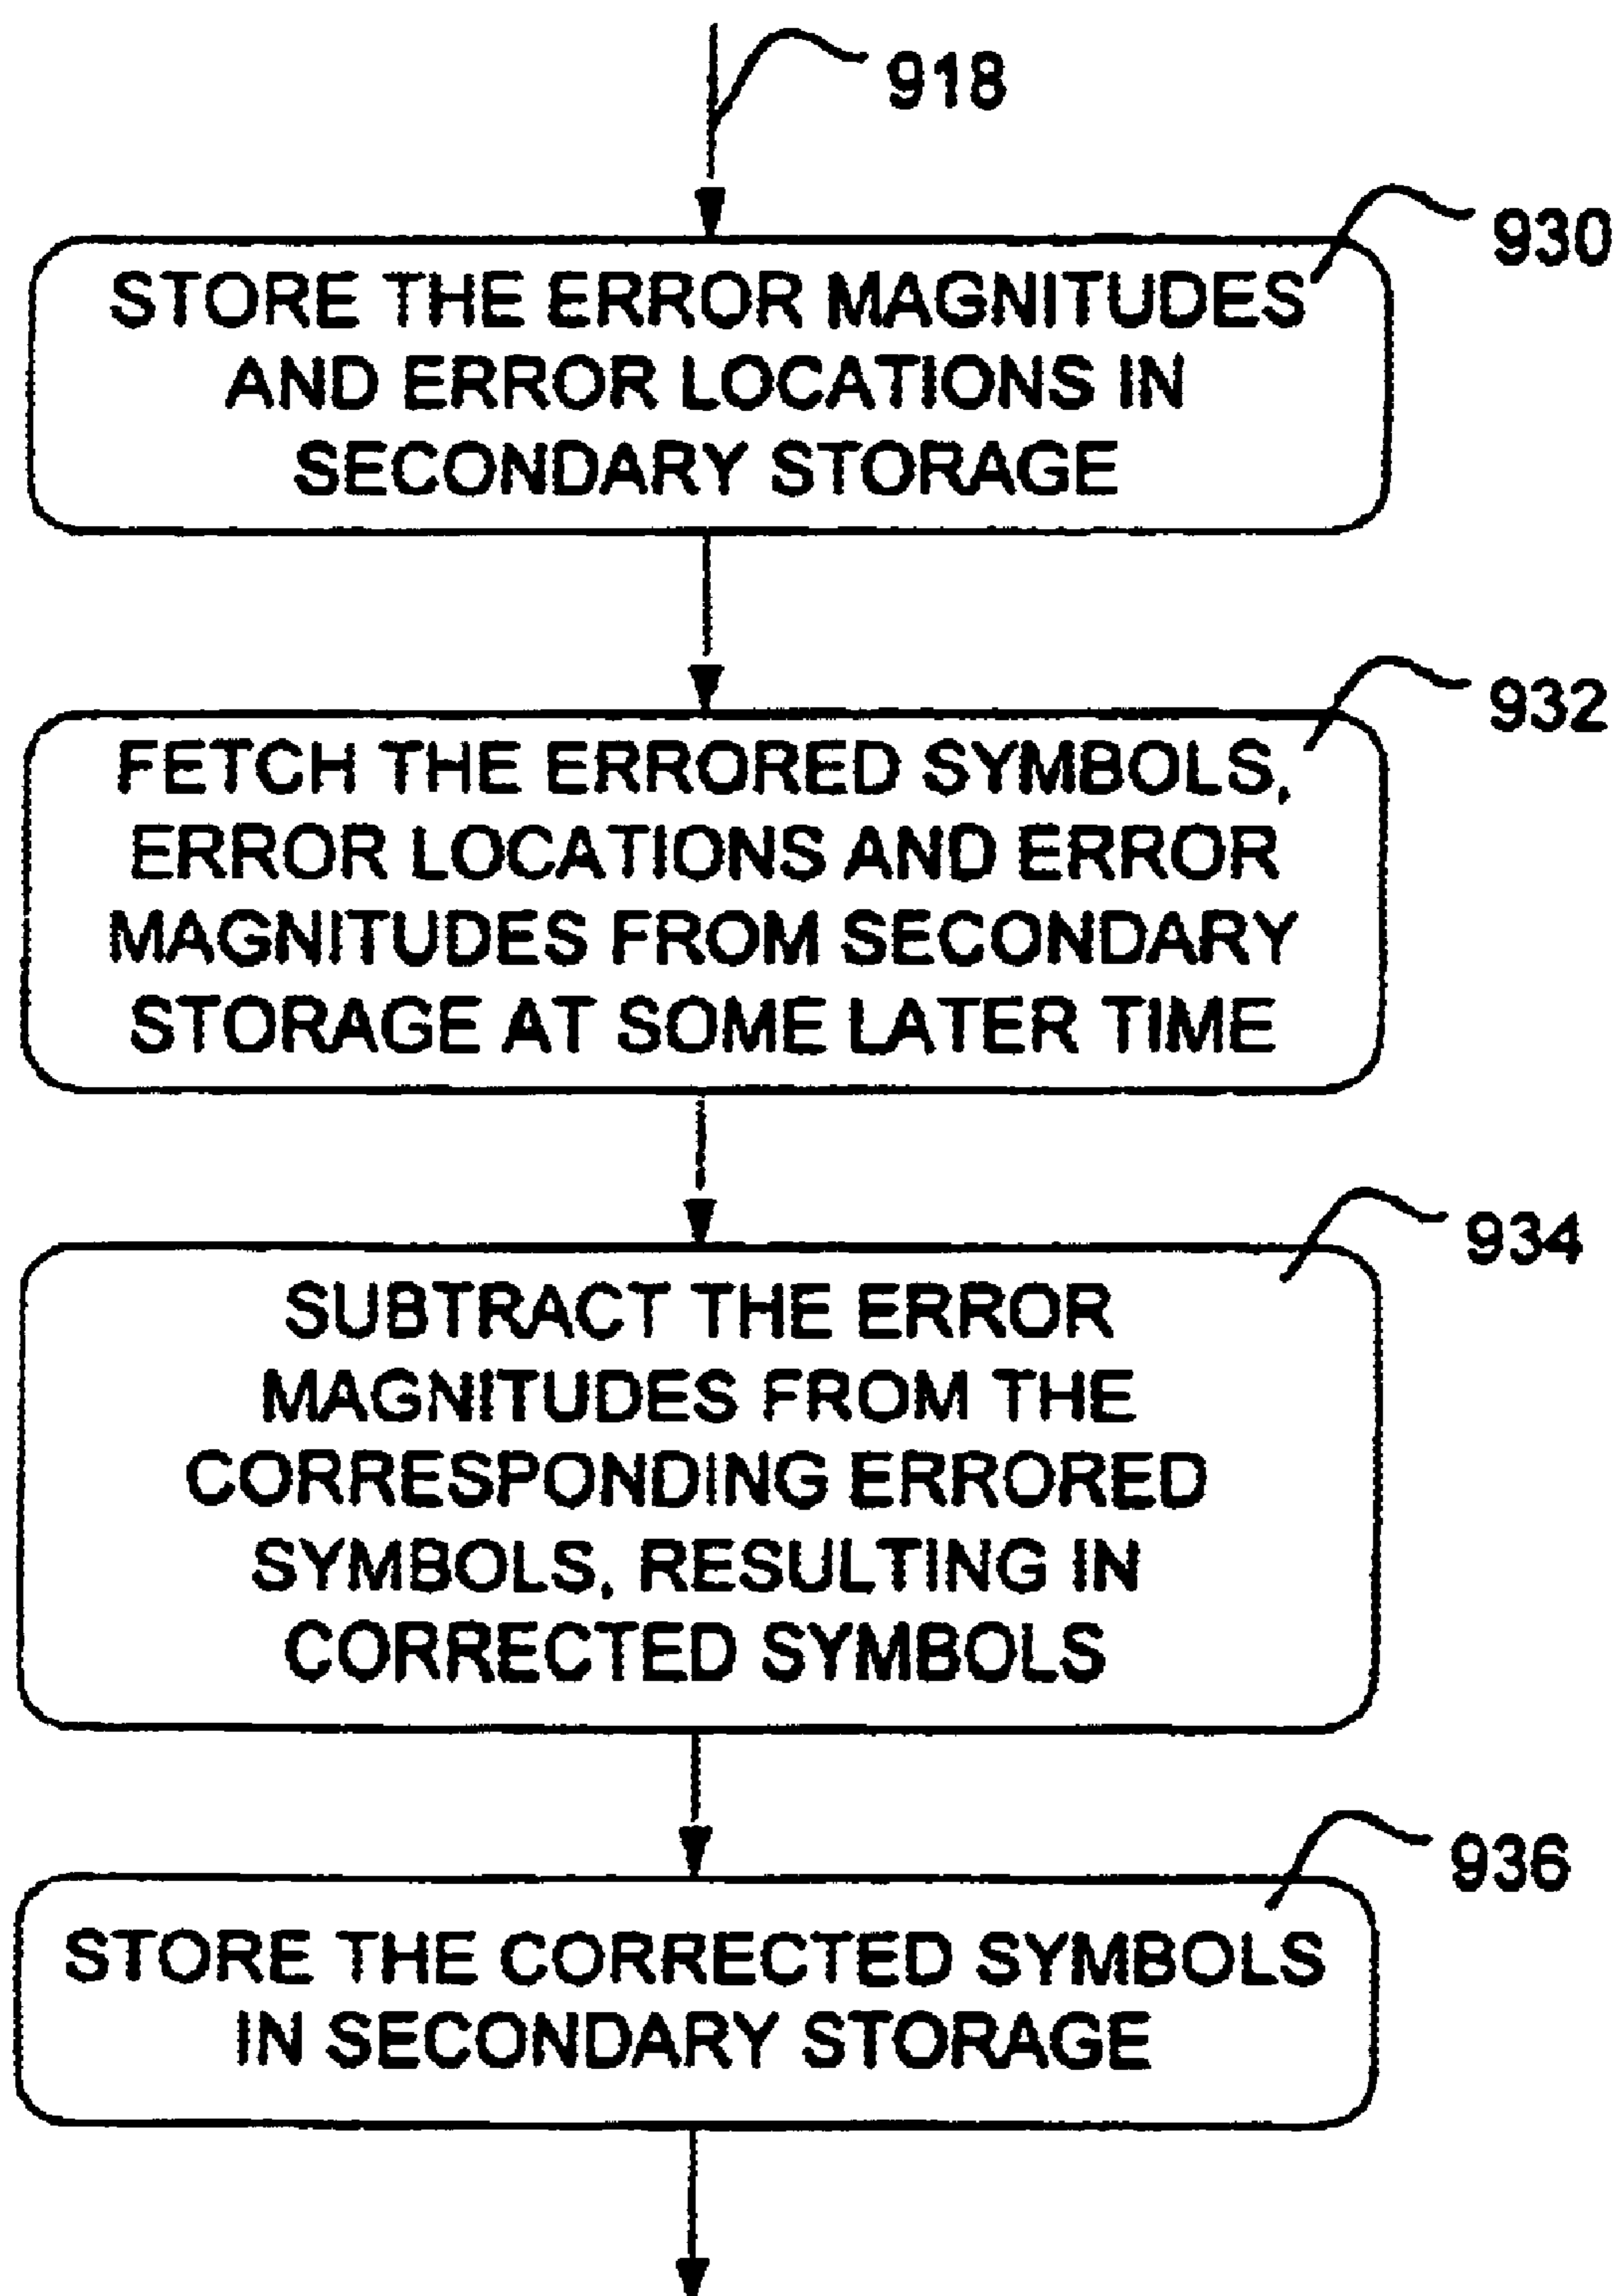 918
930
STORE THE ERROR MAGNITUDES
AND ERROR LOCATIONS IN
SECONDARY STORAGE
932
FETCH THE ERRORED SYMBOLS,
ERROR LOCATIONS AND ERROR
MAGNITUDES FROM SECONDARY
STORAGE AT SOME LATER TIME
934
SUBTRACT THE ERROR
MAGNITUDES FROM THE
CORRESPONDING ERRORED
SYMBOLS, RESULTING IN
CORRECTED SYMBOLS
936
STORE THE CORRECTED SYMBOLS
IN SECONDARY STORAGE